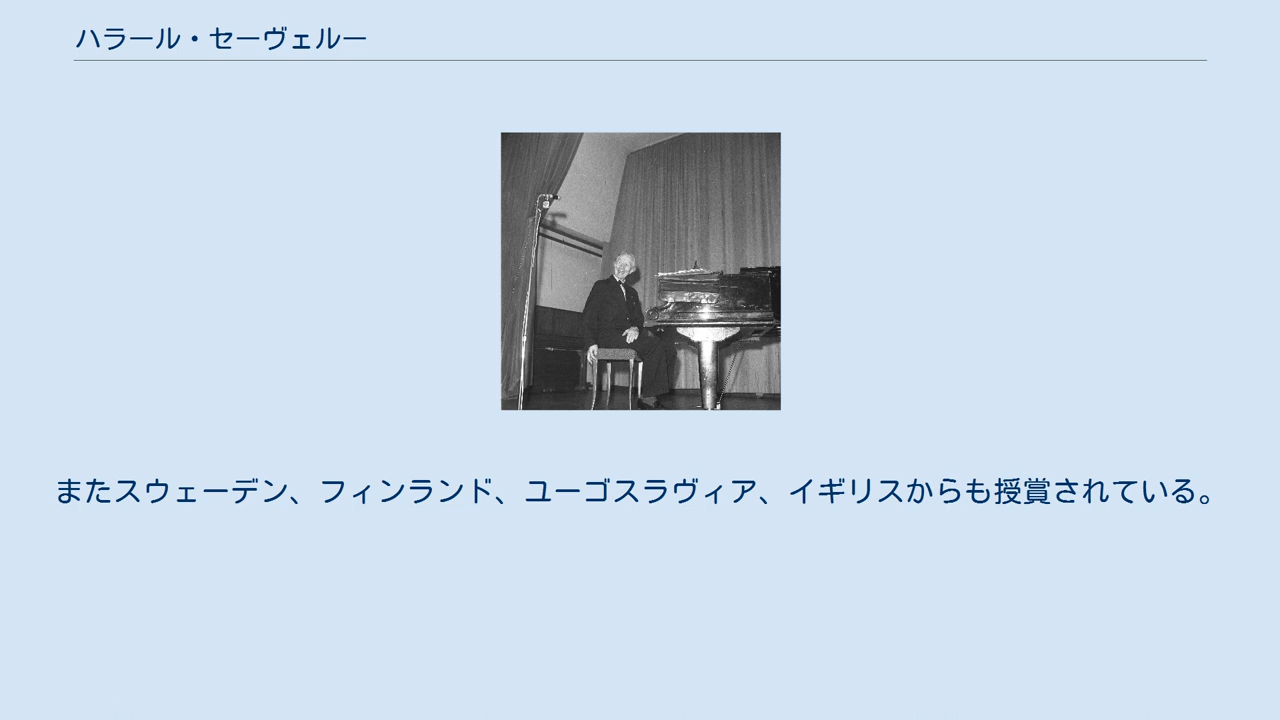 ハラール・セーヴェルー
またスウェーデン、フィンランド、ユーゴスラヴィア、イギリスからも授賞されている。